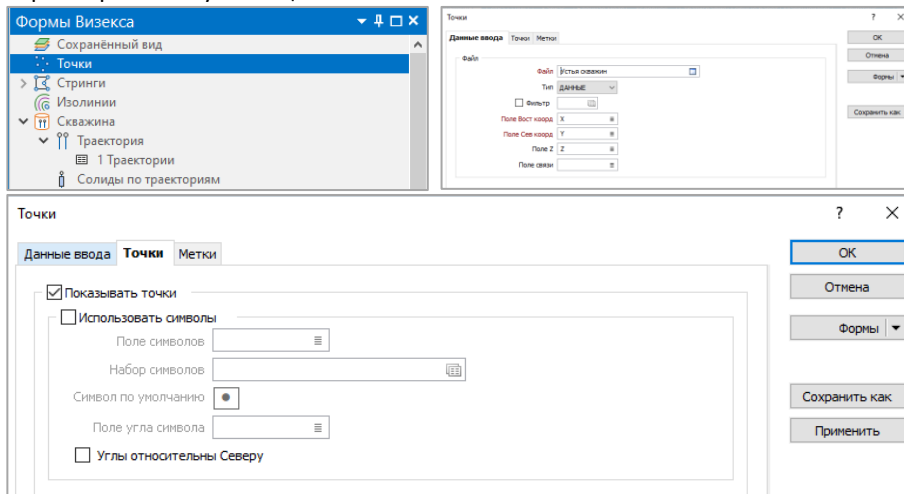 Формы Визекса
Сохранённый вид
Точки
Стринги
Изолинии
Скважина
Траектория
1 Траектории
Солиды по траекториям
Точки
?
Данные ввода Точки Метки
Файл
Файл Устья скважин
Тип ДАННЫЕ
Фильтр
Поле Вост коорд X
Поле Сев коорд Y
Поле Z Z
Поле связи
OK
Отмена
Формы
Сохранить как
Точки
?
Данные ввода Точки Метки
Показывать точки
Использовать символы
Поле символов
Набор символов
Символ по умолчанию
Поле угла символа
Углы относительны Северу
OK
Отмена
Формы
Сохранить как
Применить